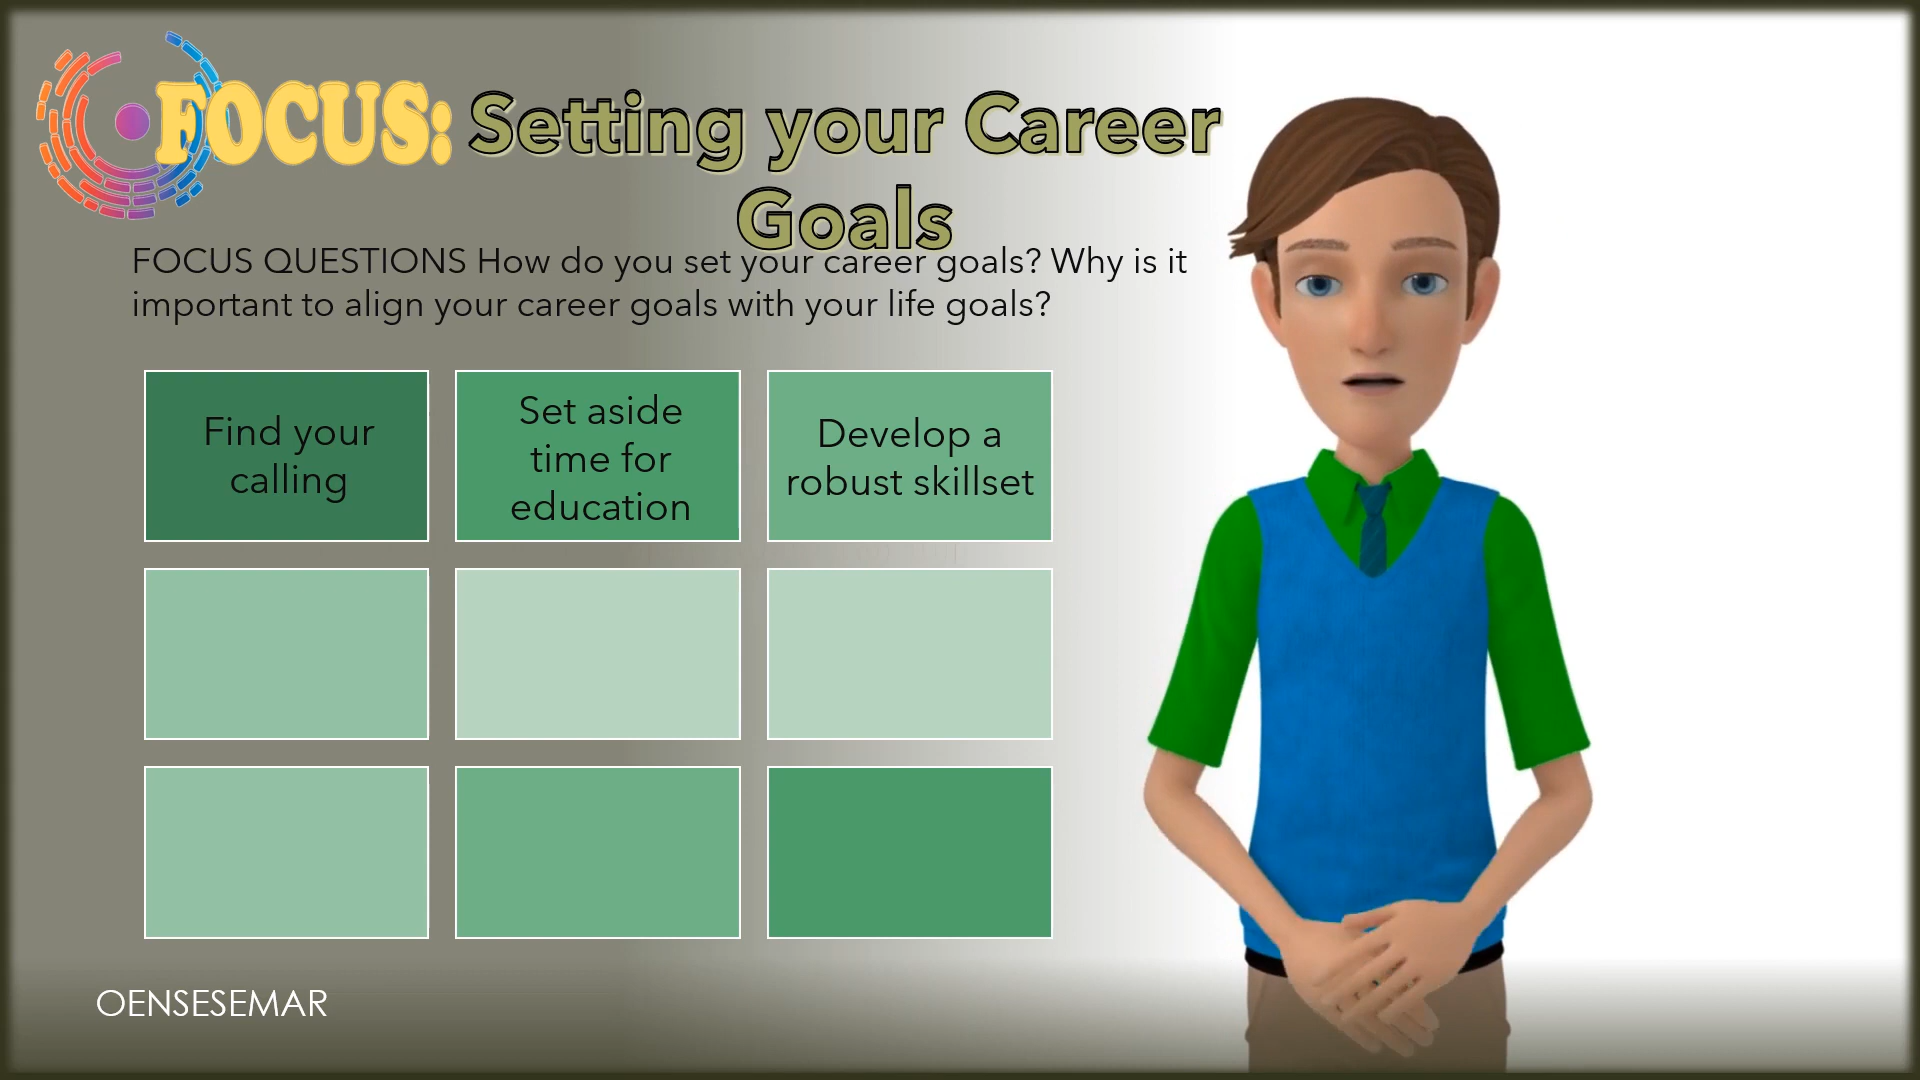 FOCUS: Setting your Career
Goals
FOCUS QUESTIONS How do you set your career goals? Why is it
important to align your career goals with your life goals?
Find your
calling
Set aside
time for
education
Develop a
robust skillset
OENSESEMAR